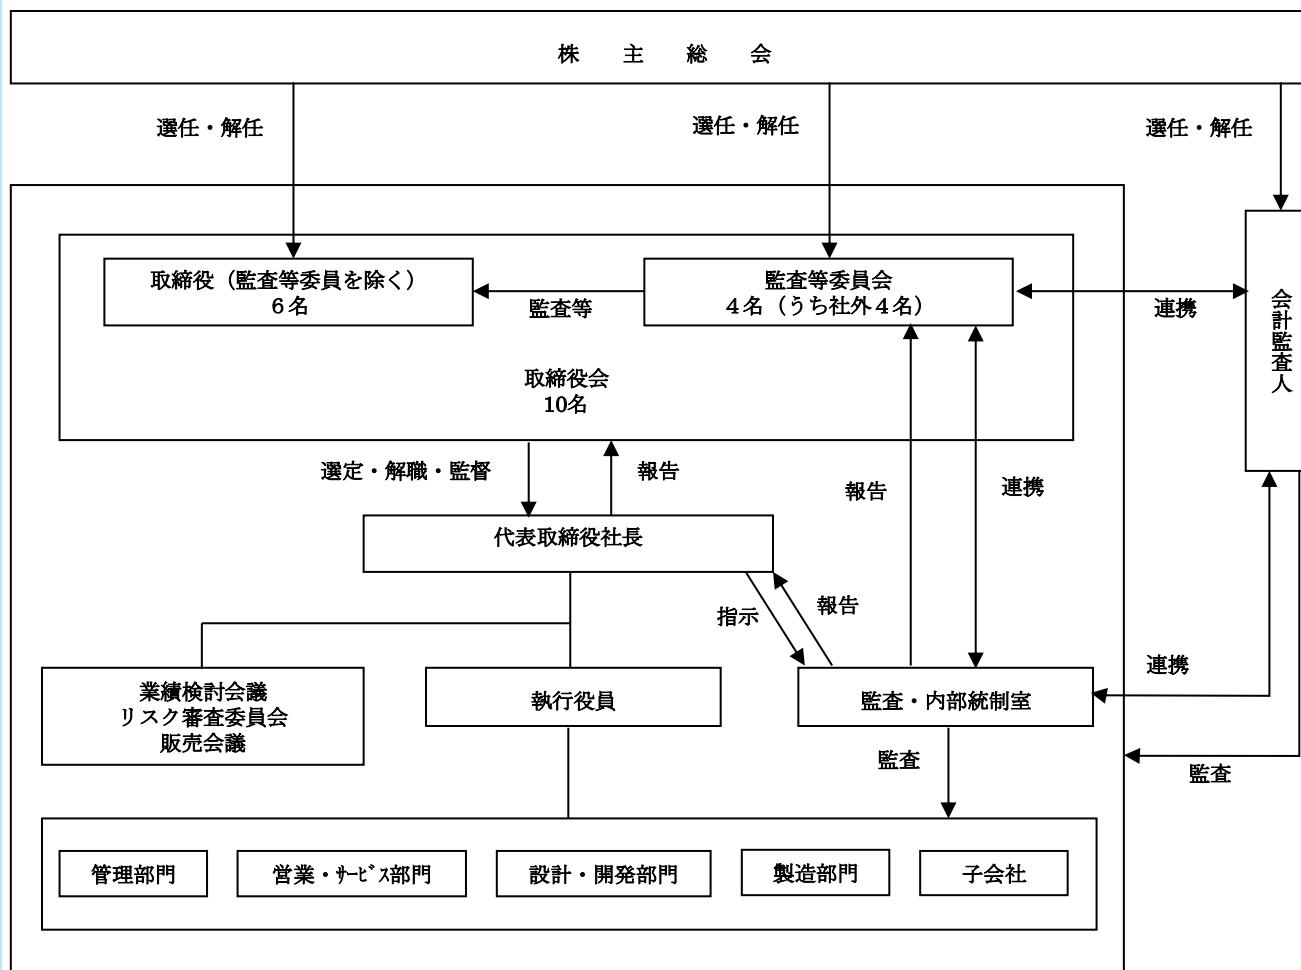 株　主　総　会
選任・解任
選任・解任
選任・解任
取締役（監査等委員を除く）
６名
監査等
監査等委員会
４名（うち社外４名）
連携
会計監査人
取締役会
10名
選定・解職・監督
報告
報告
連携
代表取締役社長
指示
報告
連携
業績検討会議
リスク審査委員会
販売会議
執行役員
監査・内部統制室
監査
監査
管理部門
営業・ｻｰﾋﾞｽ部門
設計・開発部門
製造部門
子会社